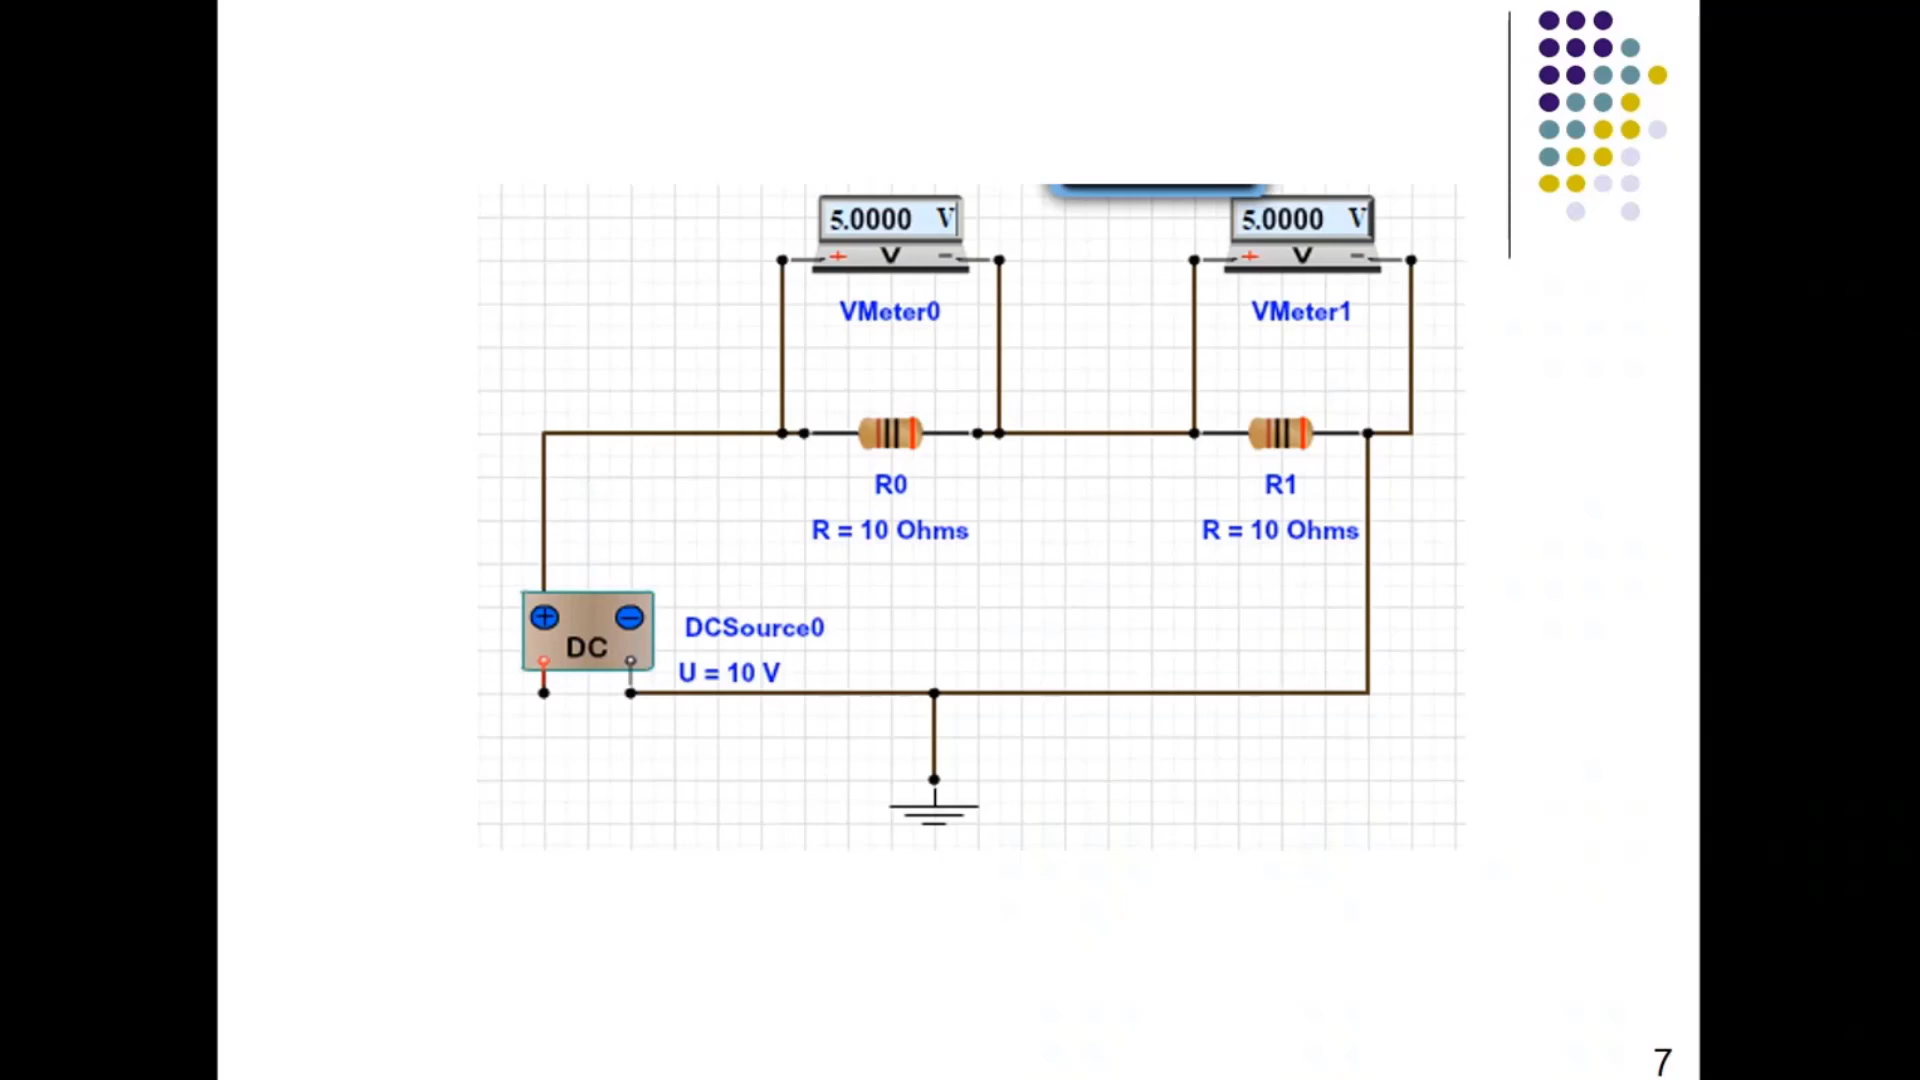 5.0000 V
5.0000 V
+ V −
+ V −
VMeter0
VMeter1
R0
R1
R = 10 Ohms
R = 10 Ohms
+ −
DC
DCSource0
U = 10 V
7